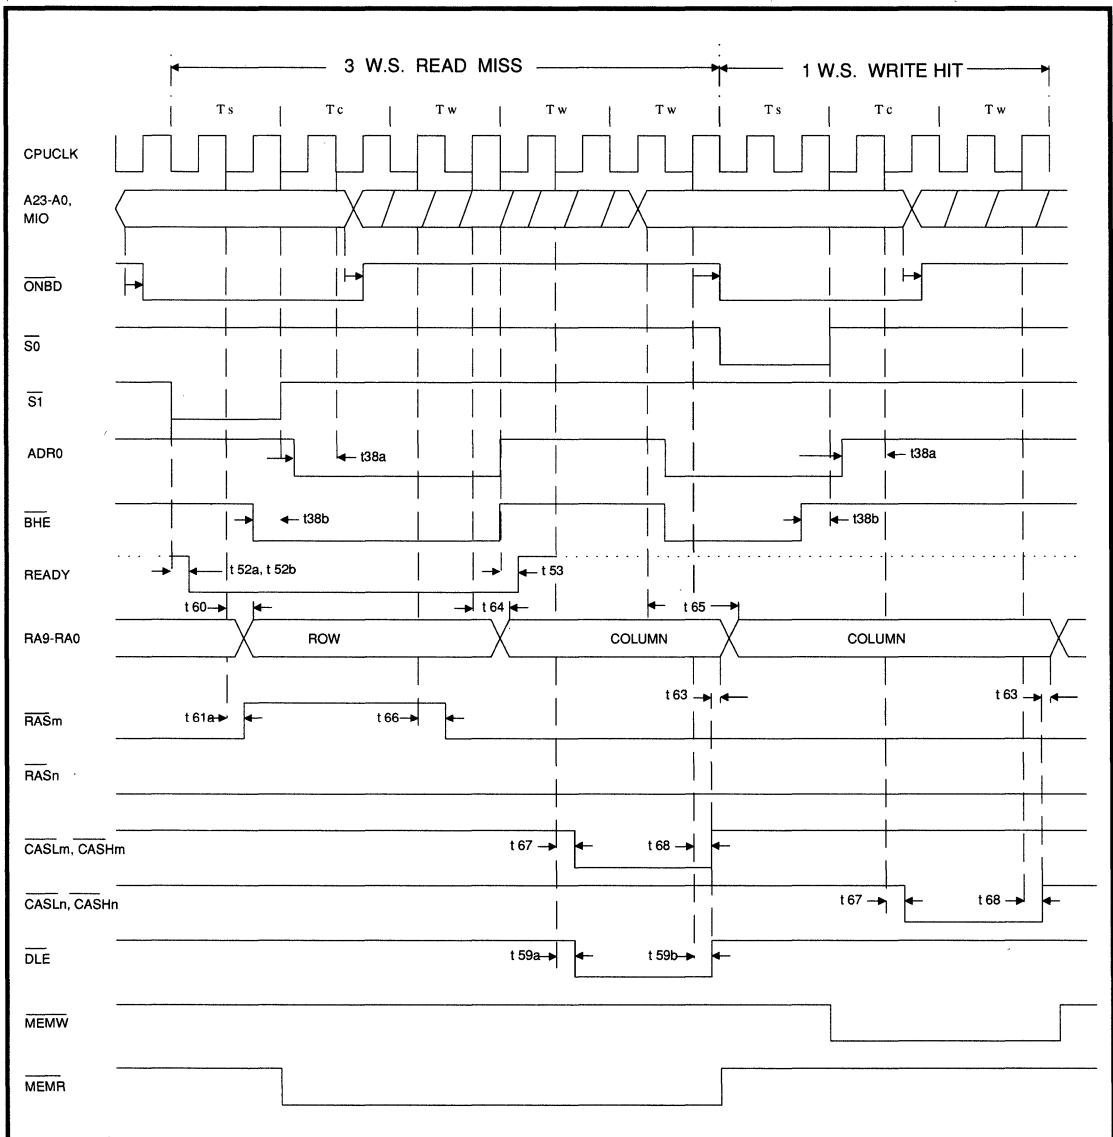 3 W.S. READ MISS
1 W.S. WRITE HIT
Ts Tc Tw Tw Tw Ts Tc Tw
CPUCLK
A23-A0,
MIO
ONBD
S0
S1
ADR0
t38a
t38a
BHE
t38b
t38b
READY
t 52a, t 52b
t 53
t 60
t 64
t 65
RA9-RA0
ROW
COLUMN
COLUMN
t 63
t 63
RASm
t 61a
t 66
RASn
CASLm, CASHm
t 67
t 68
CASLn, CASHn
t 67
t 68
DLE
t 59a
t 59b
MEMW
MEMR